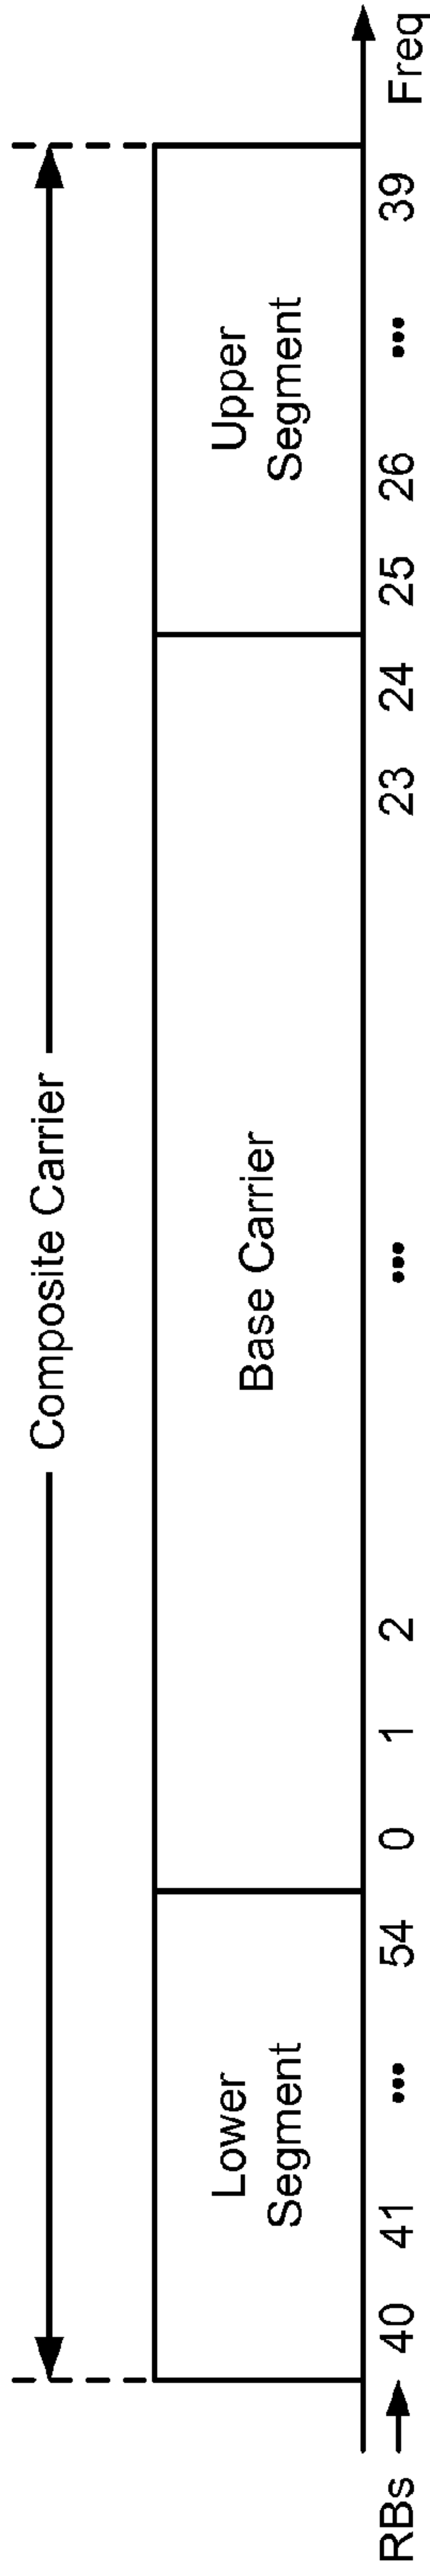 Composite Carrier
Lower
Segment
Base Carrier
Upper
Segment
RBs 40 41 ••• 54 0 1 2 ••• 23 24 25 26 ••• 39 Freq